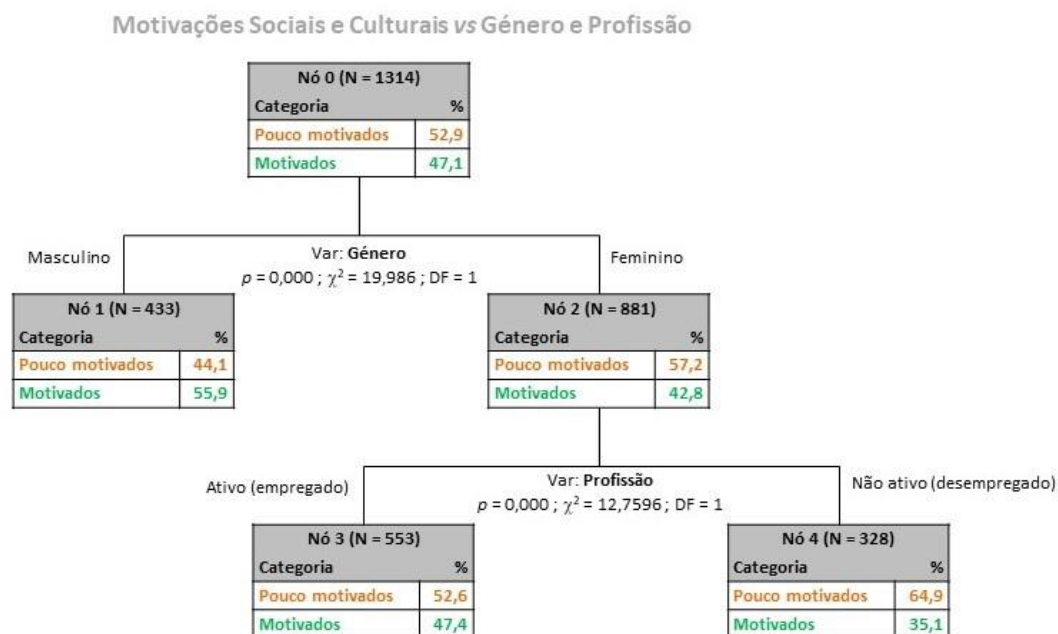 Motivações Sociais e Culturais vs Género e Profissão
Nó 0 (N = 1314)
Categoria %
Pouco motivados 52,9
Motivados 47,1
Masculino
Var: Género
Feminino
p = 0,000 ; χ² = 19,986 ; DF = 1
Nó 1 (N = 433)
Categoria %
Pouco motivados 44,1
Motivados 55,9
Nó 2 (N = 881)
Categoria %
Pouco motivados 57,2
Motivados 42,8
Ativo (empregado)
Var: Profissão
Não ativo (desempregado)
p = 0,000 ; χ² = 12,7596 ; DF = 1
Nó 3 (N = 553)
Categoria %
Pouco motivados 52,6
Motivados 47,4
Nó 4 (N = 328)
Categoria %
Pouco motivados 64,9
Motivados 35,1